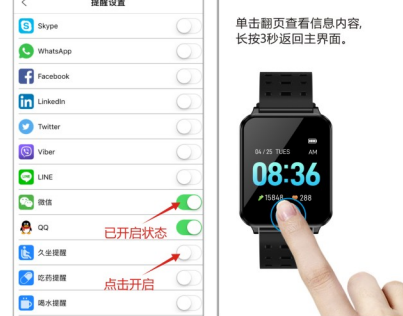 提醒设置
Skype
WhatsApp
Facebook
LinkedIn
Twitter
Viber
LINE
微信
QQ
已开启状态
久坐提醒
吃药提醒
点击开启
喝水提醒
单击翻页查看信息内容,
长按3秒返回主界面。
04/25 TUES AM
08:36
15848 288